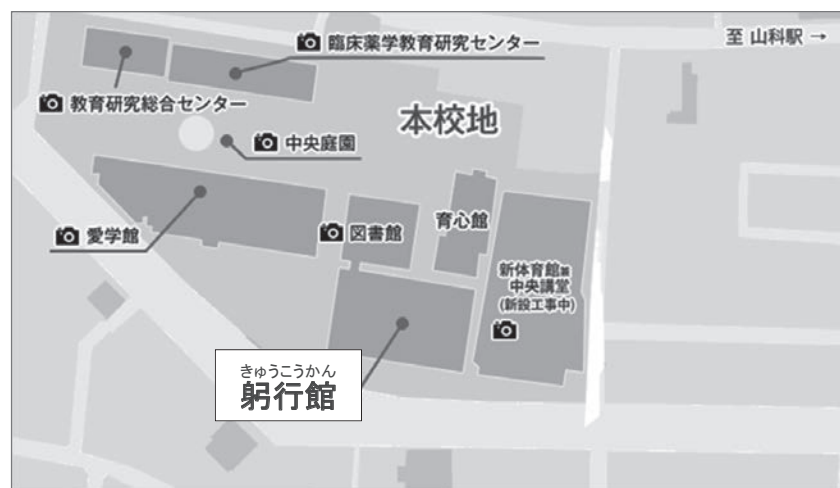 臨床薬学教育研究センター
至 山科駅 →
教育研究総合センター
本校地
中央庭園
愛学館
図書館
育心館
新体育館兼
中央講堂
(新設工事中)
きゅうこうかん
躬行館